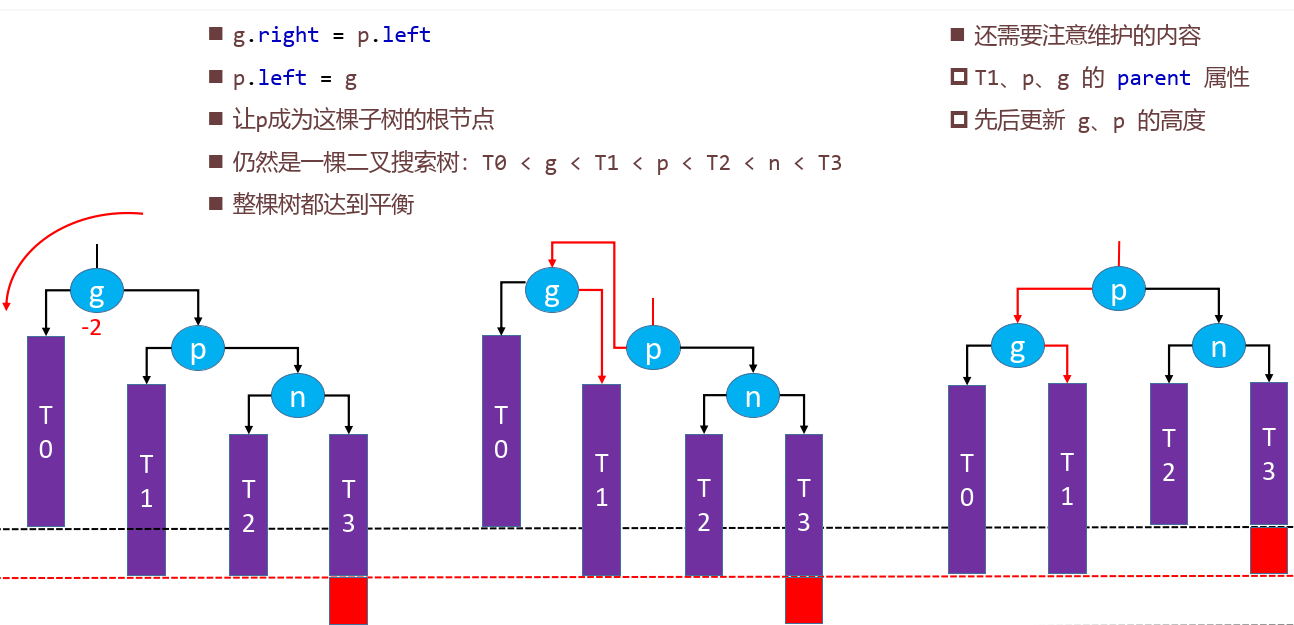 g.right = p.left
p.left = g
让p成为这棵子树的根节点
仍然是一棵二叉搜索树：T0 < g < T1 < p < T2 < n < T3
整棵树都达到平衡
还需要注意维护的内容
T1、p、g 的 parent 属性
先后更新 g、p 的高度
g
-2
p
n
T0
T1
T2
T3
g
p
n
T0
T1
T2
T3
p
g
n
T0
T1
T2
T3